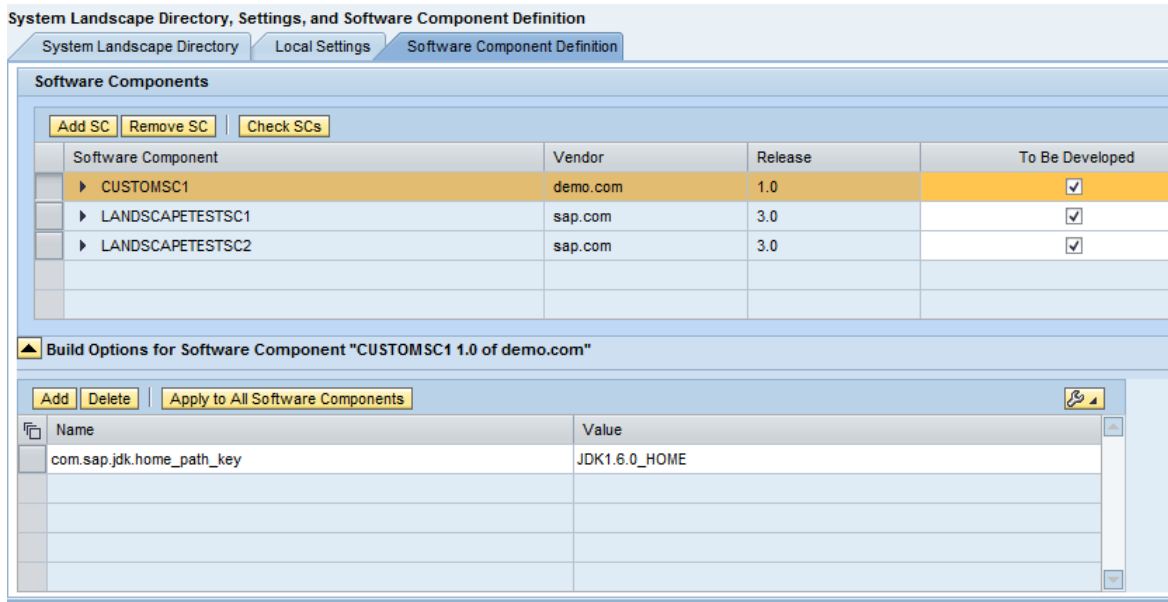 System Landscape Directory, Settings, and Software Component Definition
System Landscape Directory Local Settings Software Component Definition
Software Components
Add SC Remove SC Check SCs
Software Component Vendor Release To Be Developed
CUSTOMSC1 demo.com 1.0
LANDSCAPETESTSC1 sap.com 3.0
LANDSCAPETESTSC2 sap.com 3.0
Build Options for Software Component "CUSTOMSC1 1.0 of demo.com"
Add Delete Apply to All Software Components
Name Value
com.sap.jdk.home_path_key JDK1.6.0_HOME